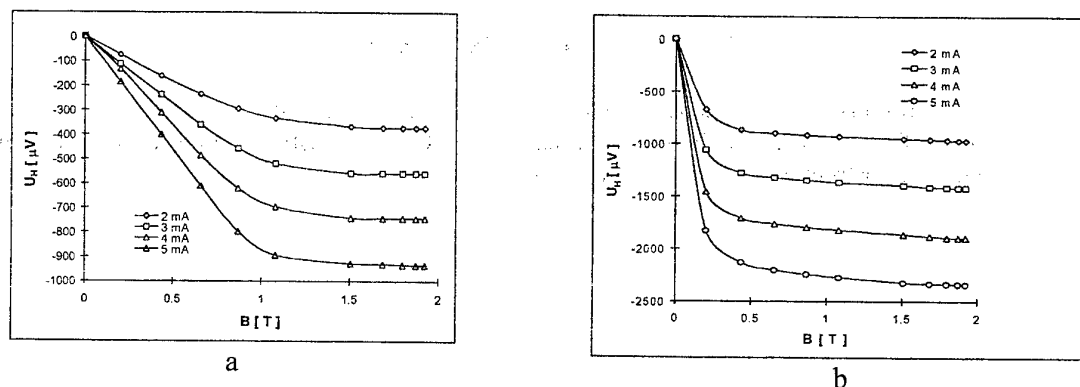 0
-100
-200
-300
-400
-500
-600
-700
-800
-900
-1000
U_H [ µV]
2 mA
3 mA
4 mA
5 mA
0 0.5 1 1.5 2
B [ T ]
a
0
-500
-1000
-1500
-2000
-2500
U_H [ µV]
2 mA
3 mA
4 mA
5 mA
0 0.5 1 1.5 2
B [ T ]
b